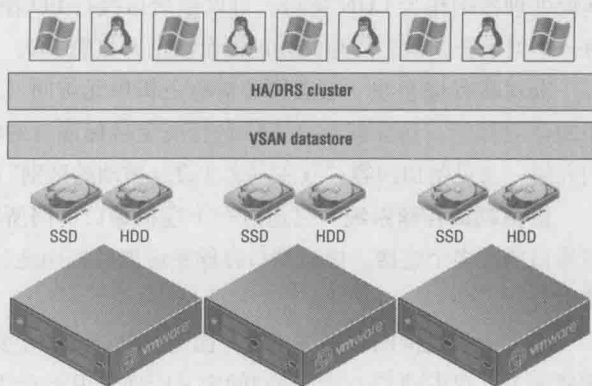 HA/DRS cluster
VSAN datastore
SSD HDD SSD HDD SSD HDD
vmware vmware vmware